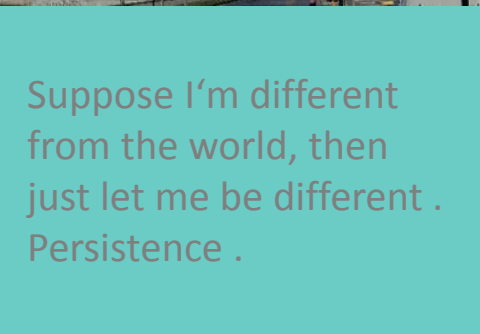 Suppose I‘m different
from the world, then
just let me be different .
Persistence .